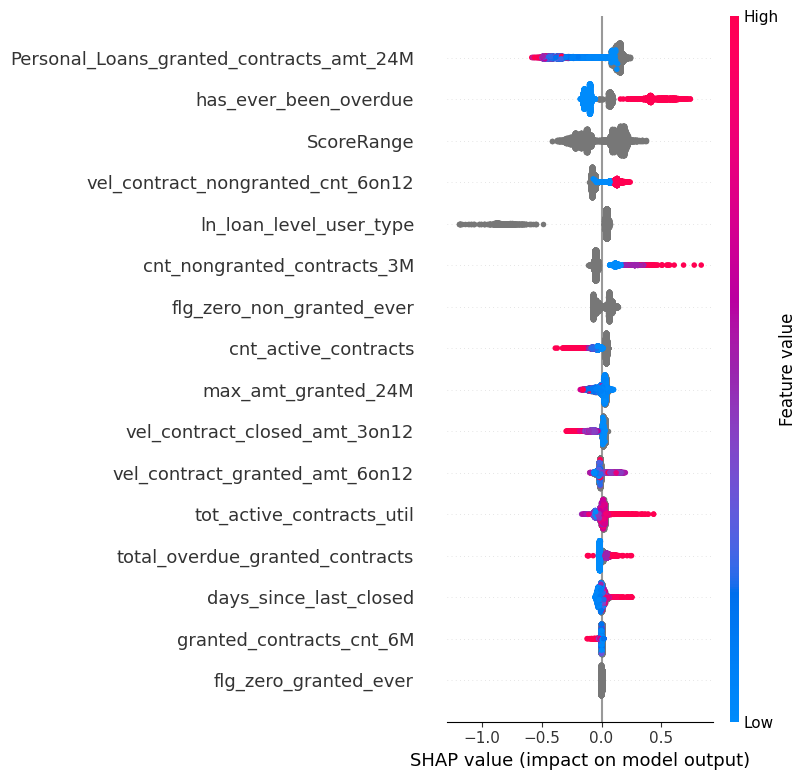 High
Personal_Loans_granted_contracts_amt_24M
has_ever_been_overdue
ScoreRange
vel_contract_nongranted_cnt_6on12
ln_loan_level_user_type
cnt_nongranted_contracts_3M
flg_zero_non_granted_ever
cnt_active_contracts
max_amt_granted_24M
vel_contract_closed_amt_3on12
vel_contract_granted_amt_6on12
tot_active_contracts_util
total_overdue_granted_contracts
days_since_last_closed
granted_contracts_cnt_6M
flg_zero_granted_ever
Feature value
Low
−1.0 −0.5 0.0 0.5
SHAP value (impact on model output)